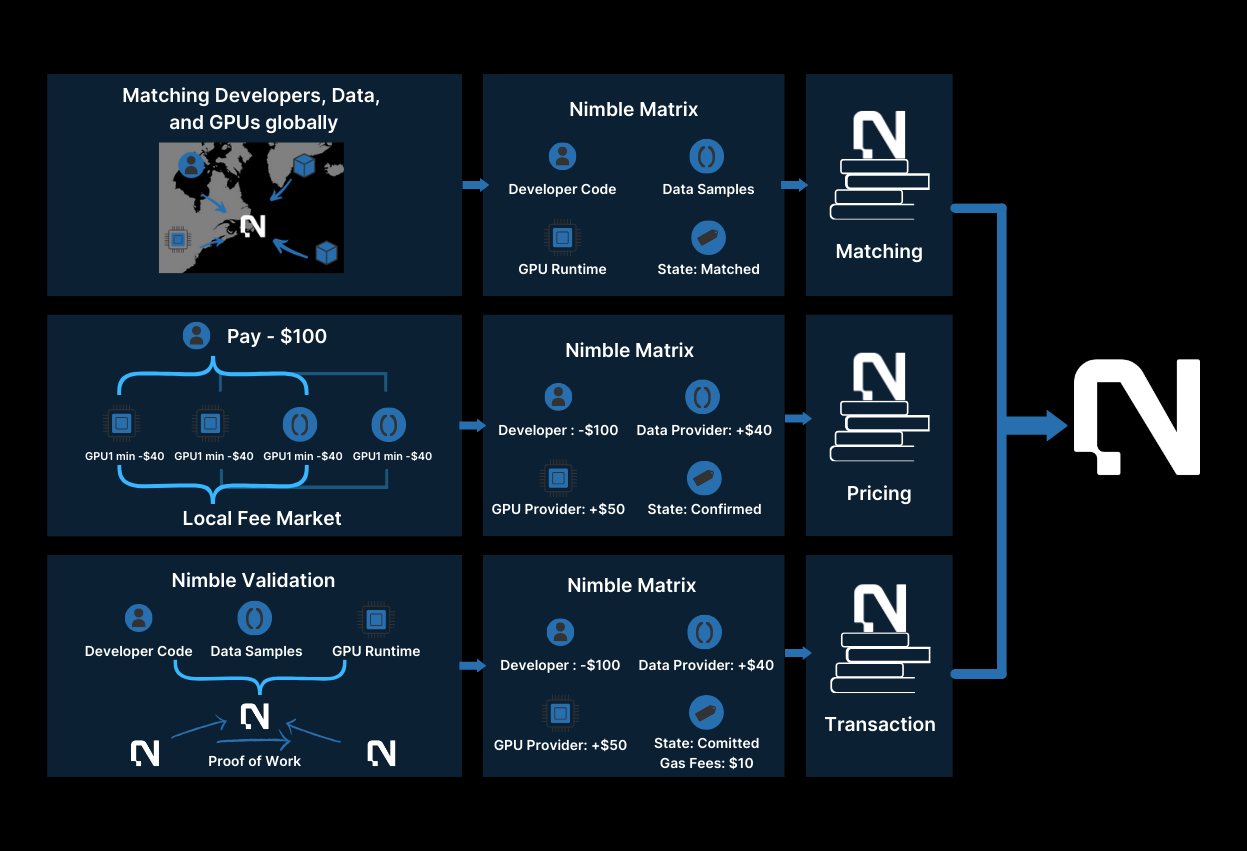 Matching Developers, Data,
and GPUs globally
Nimble Matrix
Developer Code
Data Samples
GPU Runtime
State: Matched
Matching
Pay - $100
GPU1 min -$40
GPU1 min -$40
GPU1 min -$40
GPU1 min -$40
Local Fee Market
Nimble Matrix
Developer : -$100
Data Provider: +$40
GPU Provider: +$50
State: Confirmed
Pricing
Nimble Validation
Developer Code
Data Samples
GPU Runtime
Proof of Work
Nimble Matrix
Developer : -$100
Data Provider: +$40
GPU Provider: +$50
State: Comitted
Gas Fees: $10
Transaction